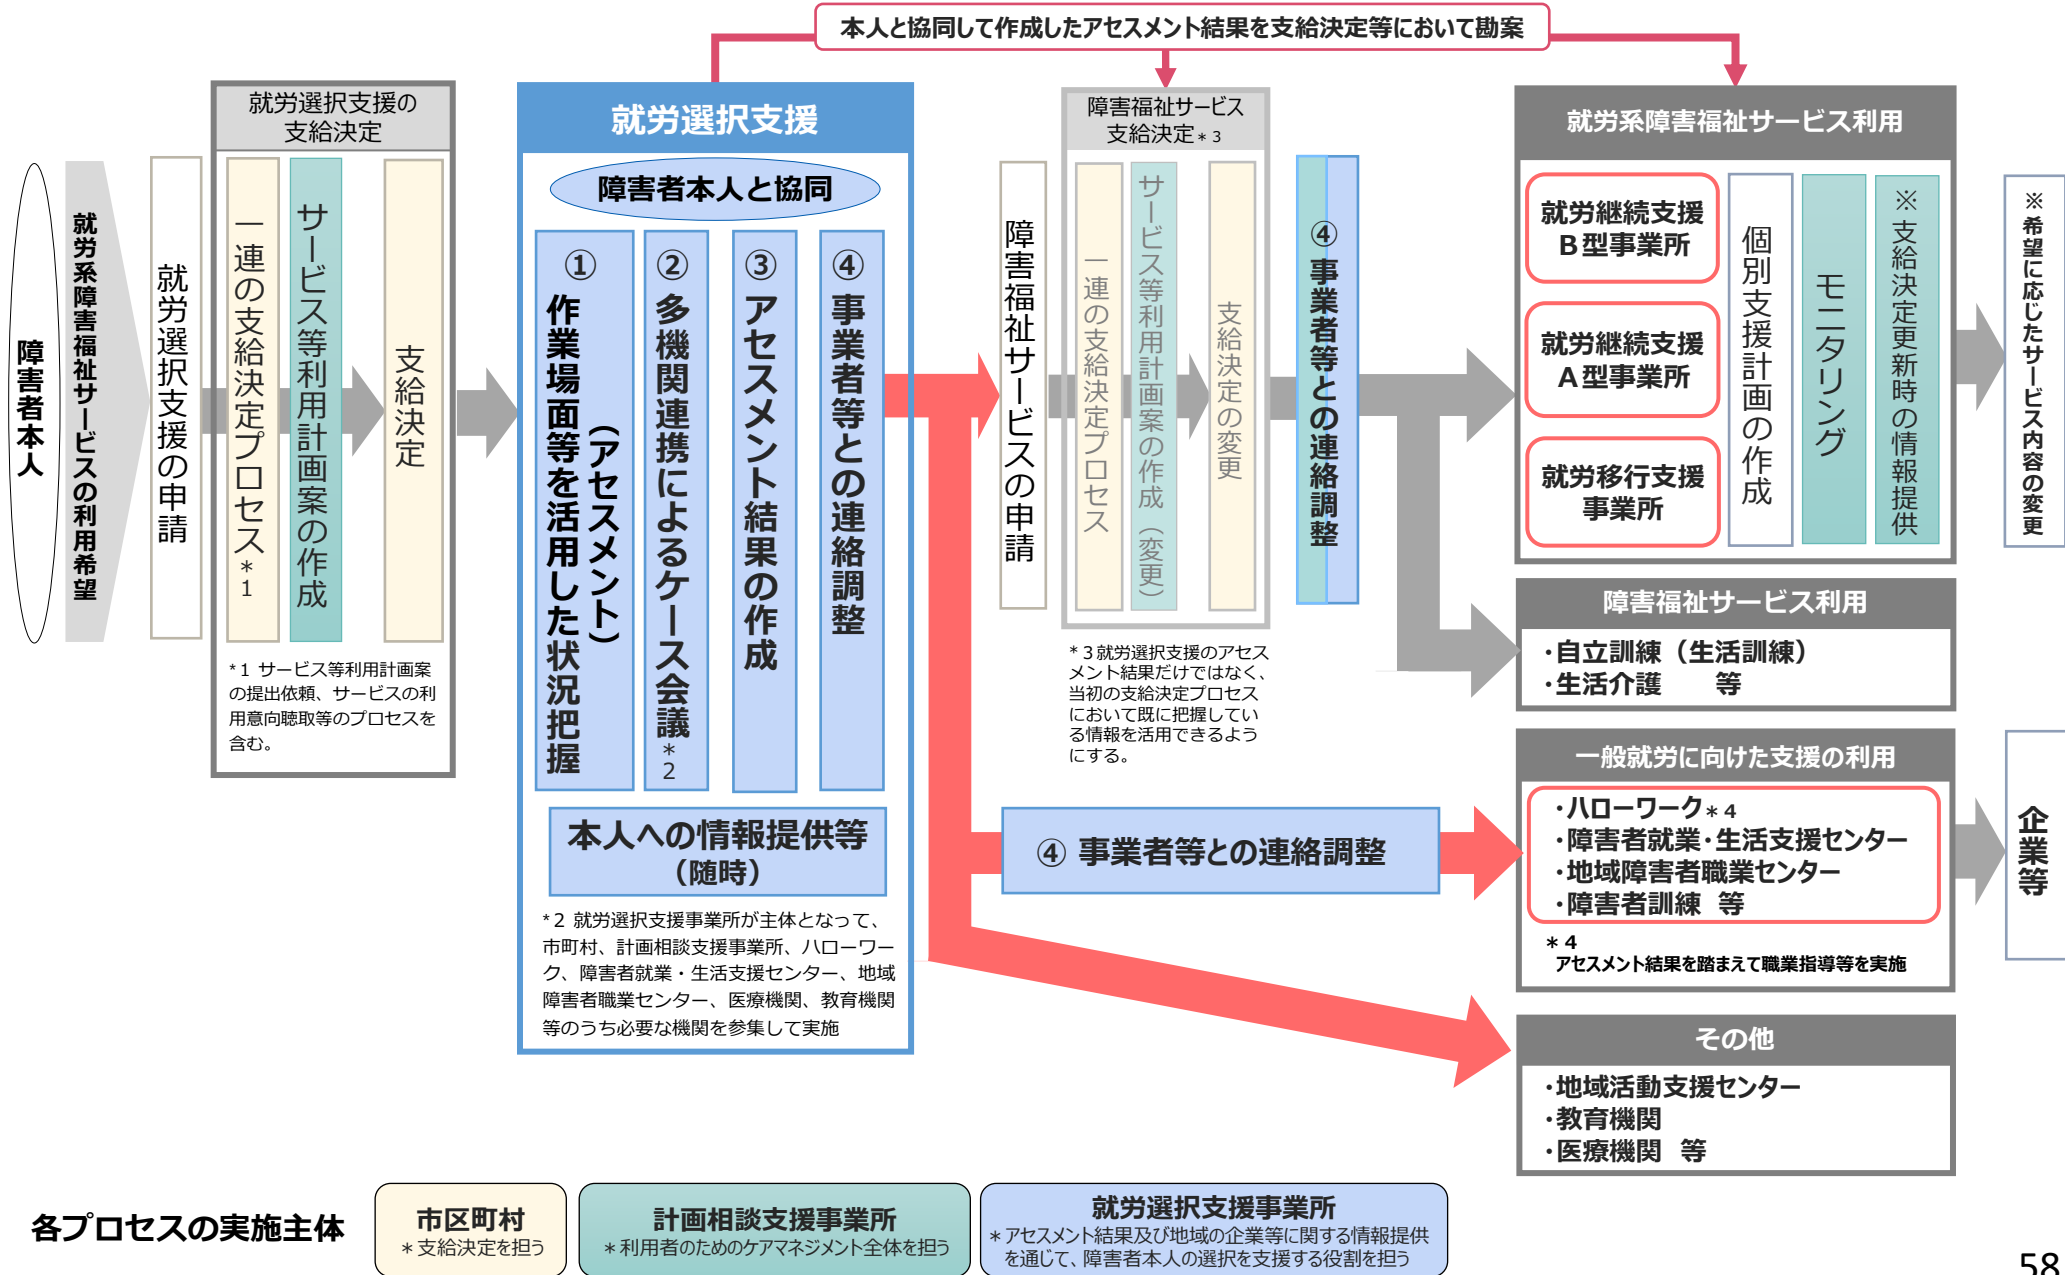 本人と協同して作成したアセスメント結果を支給決定等において勘案
障害者本人
就労系障害福祉サービスの利用希望
就労選択支援の申請
就労選択支援の
支給決定
一連の支給決定プロセス*1
サービス等利用計画案の作成
支給決定
*1 サービス等利用計画案
の提出依頼、サービスの利
用意向聴取等のプロセスを
含む。
就労選択支援
障害者本人と協同
①
作業場面等を活用した状況把握
（アセスメント）
②多機関連携によるケース会議*2
③アセスメント結果の作成
④事業者等との連絡調整
本人への情報提供等
（随時）
*2 就労選択支援事業所が主体となって、
市町村、計画相談支援事業所、ハローワー
ク、障害者就業・生活支援センター、地域
障害者職業センター、医療機関、教育機関
等のうち必要な機関を参集して実施
障害福祉サービスの申請
障害福祉サービス
支給決定*3
一連の支給決定プロセス
サービス等利用計画案の作成（変更）
支給決定の変更
*3就労選択支援のアセス
メント結果だけではなく、
当初の支給決定プロセス
において既に把握してい
る情報を活用できるよう
にする。
④事業者等との連絡調整
④ 事業者等との連絡調整
就労系障害福祉サービス利用
就労継続支援
B型事業所
就労継続支援
A型事業所
就労移行支援
事業所
個別支援計画の作成
モニタリング
※支給決定更新時の情報提供
※希望に応じたサービス内容の変更
障害福祉サービス利用
・自立訓練（生活訓練）
・生活介護　　等
一般就労に向けた支援の利用
・ハローワーク*4
・障害者就業・生活支援センター
・地域障害者職業センター
・障害者訓練　等
*4
アセスメント結果を踏まえて職業指導等を実施
企業等
その他
・地域活動支援センター
・教育機関
・医療機関　等
各プロセスの実施主体
市区町村
*支給決定を担う
計画相談支援事業所
*利用者のためのケアマネジメント全体を担う
就労選択支援事業所
*アセスメント結果及び地域の企業等に関する情報提供
を通じて、障害者本人の選択を支援する役割を担う
58